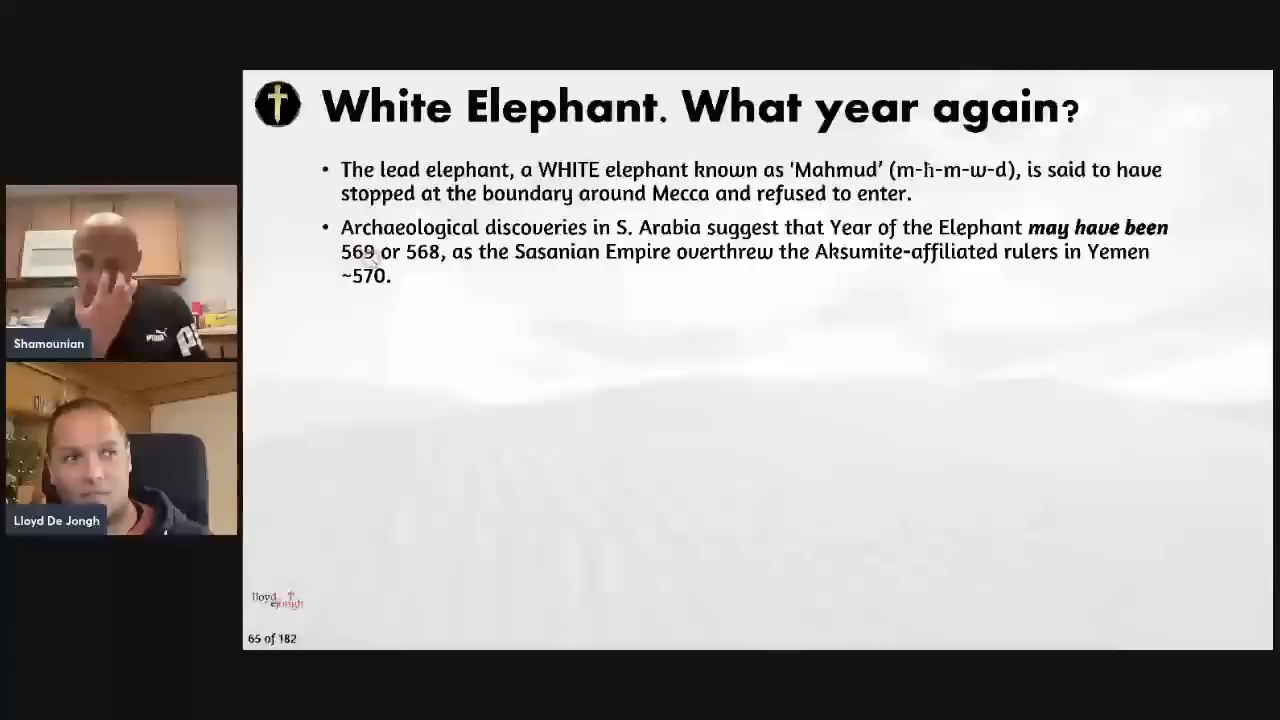 White Elephant. What year again?
• The lead elephant, a WHITE elephant known as 'Mahmud’ (m-ħ-m-w-d), is said to have
stopped at the boundary around Mecca and refused to enter.
• Archaeological discoveries in S. Arabia suggest that Year of the Elephant may have been
569 or 568, as the Sasanian Empire overthrew the Aksumite-affiliated rulers in Yemen
~570.
Shamounian
Lloyd De Jongh
lloyd
dejongh
65 of 182